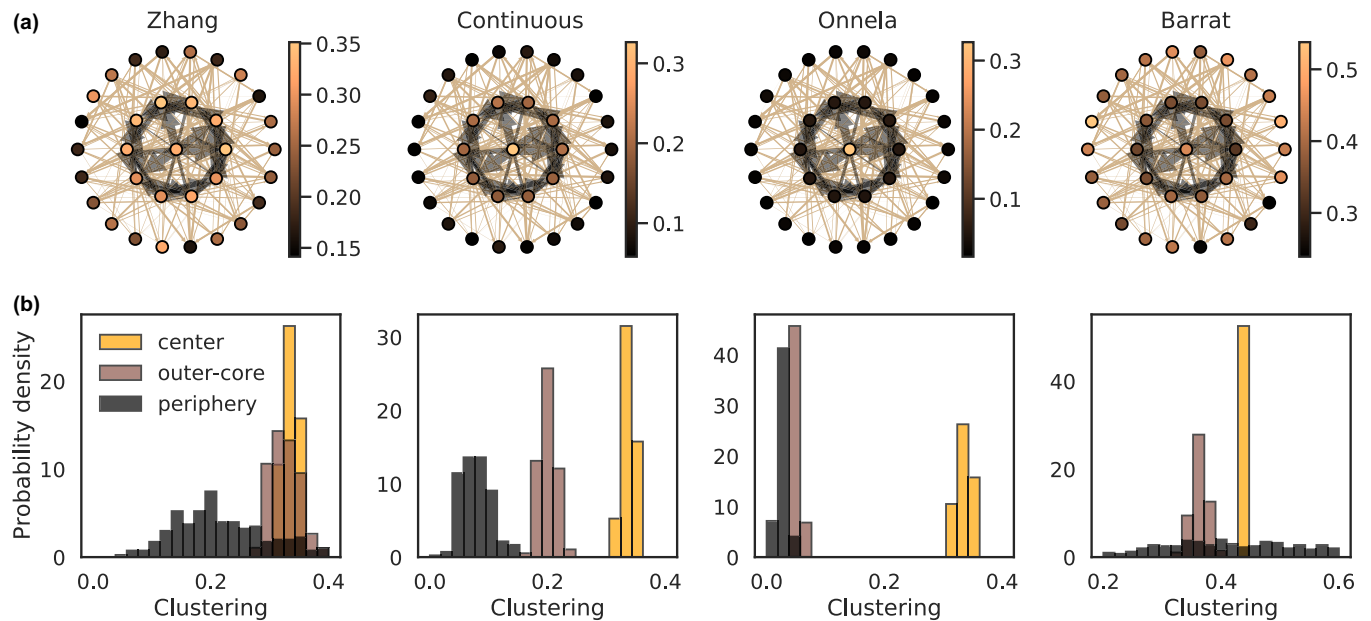 (a)
Zhang
Continuous
Onnela
Barrat
0.35
0.30
0.25
0.20
0.15
0.3
0.2
0.1
0.3
0.2
0.1
0.5
0.4
0.3
(b)
Probability density
center
outer-core
periphery
20
10
0
0.0 0.2 0.4
Clustering
30
20
10
0
0.0 0.2 0.4
Clustering
40
30
20
10
0
0.0 0.2 0.4
Clustering
40
20
0
0.2 0.4 0.6
Clustering